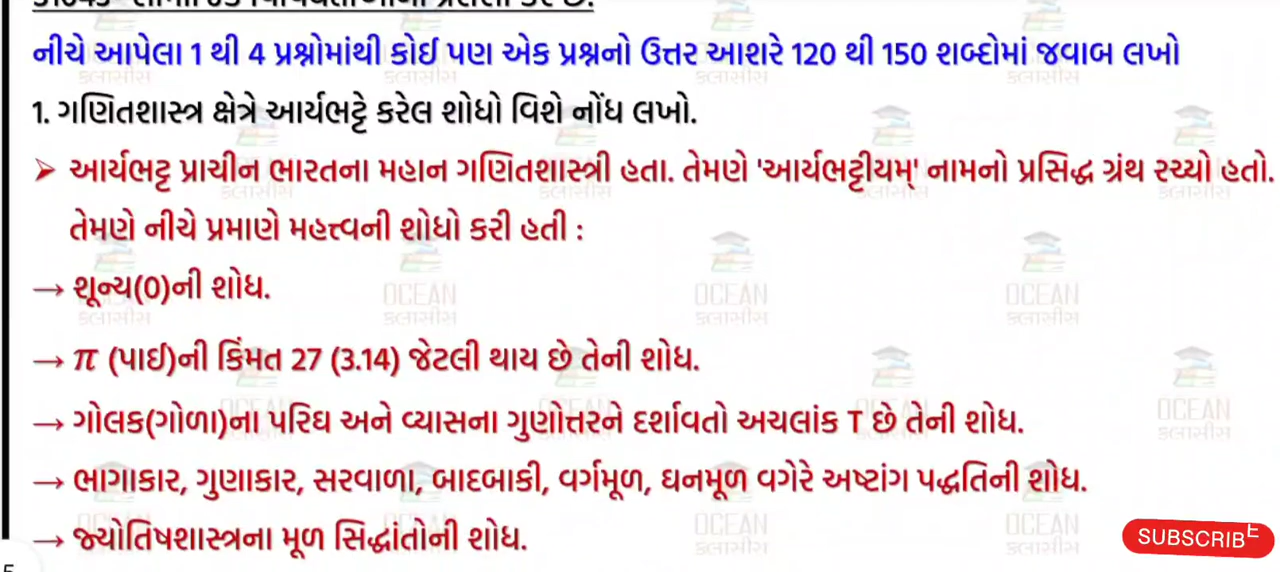 નીચે આપેલા 1 થી 4 પ્રશ્નોમાંથી કોઈ પણ એક પ્રશ્નનો ઉત્તર આશરે 120 થી 150 શબ્દોમાં જવાબ લખો
1. ગણિતશાસ્ત્ર ક્ષેત્રે આર્યભટ્ટે કરેલ શોધો વિશે નોંધ લખો.
➢ આર્યભટ્ટ પ્રાચીન ભારતના મહાન ગણિતશાસ્ત્રી હતા. તેમણે 'આર્યભટ્ટીયમ્' નામનો પ્રસિદ્ધ ગ્રંથ રચ્યો હતો.
તેમણે નીચે પ્રમાણે મહત્ત્વની શોધો કરી હતી :
→ શૂન્ય(0)ની શોધ.
→ π (પાઈ)ની કિંમત 27 (3.14) જેટલી થાય છે તેની શોધ.
→ ગોલક(ગોળા)ના પરિઘ અને વ્યાસના ગુણોત્તરને દર્શાવતો અચલાંક T છે તેની શોધ.
→ ભાગાકાર, ગુણાકાર, સરવાળા, બાદબાકી, વર્ગમૂળ, ઘનમૂળ વગેરે અષ્ટાંગ પદ્ધતિની શોધ.
→ જ્યોતિષશાસ્ત્રના મૂળ સિદ્ધાંતોની શોધ.
OCEAN
ક્લાસીસ
SUBSCRIBE